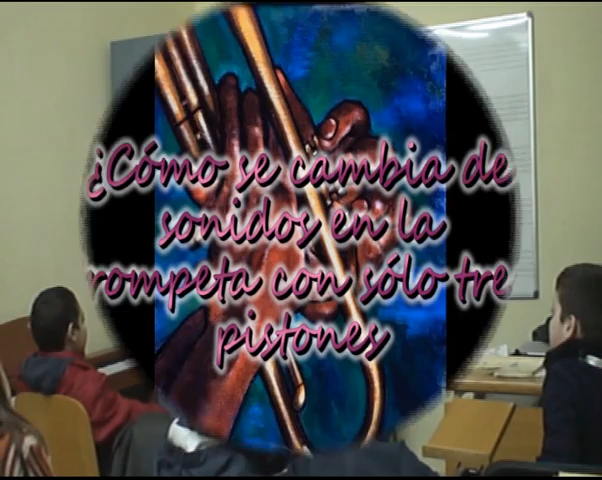 ¿Cómo se cambia de
sonidos en la
rompeta con sólo tre
pistones